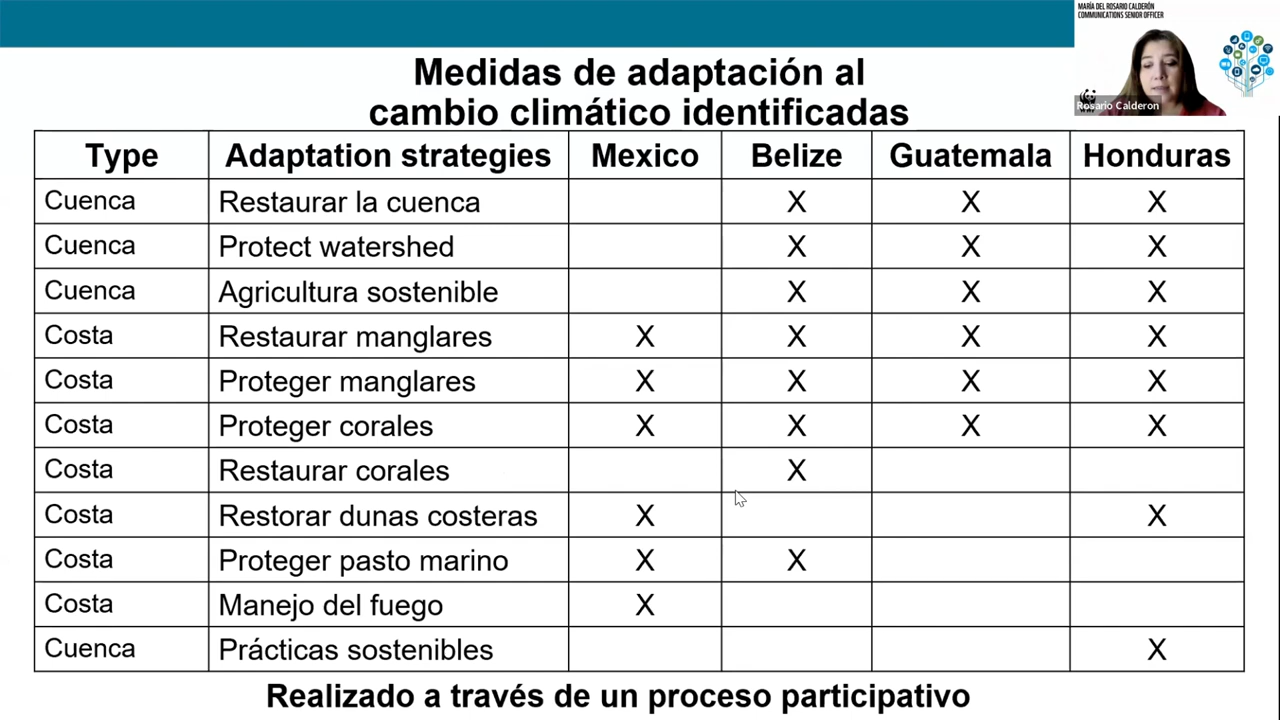 MARÍA DEL ROSARIO CALDERÓN
COMMUNICATIONS SENIOR OFFICER
Rosario Calderon
Medidas de adaptación al
cambio climático identificadas
Type Adaptation strategies Mexico Belize Guatemala Honduras
Cuenca Restaurar la cuenca X X X
Cuenca Protect watershed X X X
Cuenca Agricultura sostenible X X X
Costa Restaurar manglares X X X X
Costa Proteger manglares X X X X
Costa Proteger corales X X X X
Costa Restaurar corales X
Costa Restorar dunas costeras X X
Costa Proteger pasto marino X X
Costa Manejo del fuego X
Cuenca Prácticas sostenibles X
Realizado a través de un proceso participativo